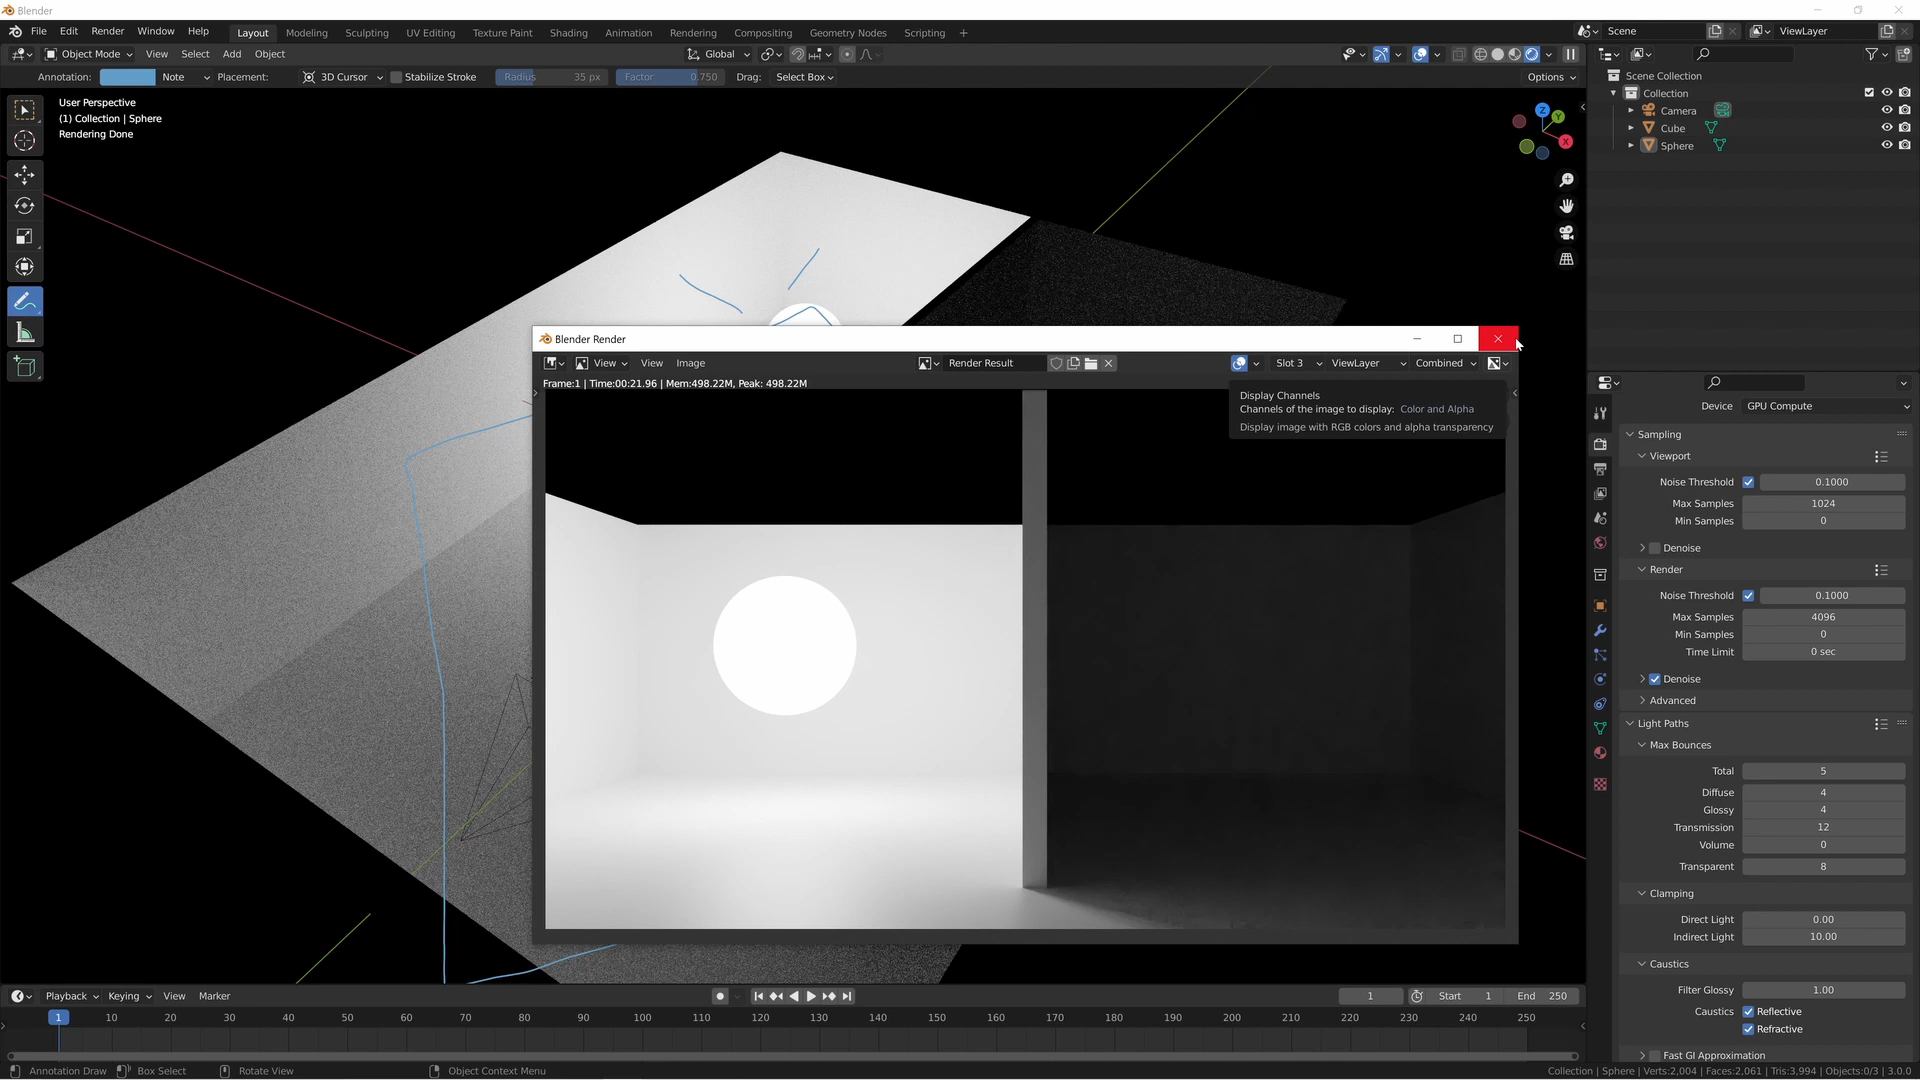 Blender
File Edit Render Window Help Layout Modeling Sculpting UV Editing Texture Paint Shading Animation Rendering Compositing Geometry Nodes Scripting + Scene ViewLayer
Object Mode View Select Add Object Global
Annotation: Note Placement: 3D Cursor Stabilize Stroke Radius 35 px Factor 0.750 Drag: Select Box Options
User Perspective
(1) Collection | Sphere
Rendering Done
Z
Y
X
Scene Collection
Collection
Camera
Cube
Sphere
Blender Render
View View Image Render Result Slot 3 ViewLayer Combined
Frame:1 | Time:00:21.96 | Mem:498.22M, Peak: 498.22M
Display Channels
Channels of the image to display: Color and Alpha
Display image with RGB colors and alpha transparency
Device GPU Compute
Sampling
Viewport
Noise Threshold 0.1000
Max Samples 1024
Min Samples 0
Denoise
Render
Noise Threshold 0.1000
Max Samples 4096
Min Samples 0
Time Limit 0 sec
Denoise
Advanced
Light Paths
Max Bounces
Total 5
Diffuse 4
Glossy 4
Transmission 12
Volume 0
Transparent 8
Clamping
Direct Light 0.00
Indirect Light 10.00
Caustics
Filter Glossy 1.00
Caustics Reflective
Refractive
Fast GI Approximation
Playback Keying View Marker 1 Start 1 End 250
1 10 20 30 40 50 60 70 80 90 100 110 120 130 140 150 160 170 180 190 200 210 220 230 240 250
Annotation Draw Box Select Rotate View Object Context Menu Collection | Sphere | Verts:2,004 | Faces:2,061 | Tris:3,994 | Objects:0/3 | 3.0.0